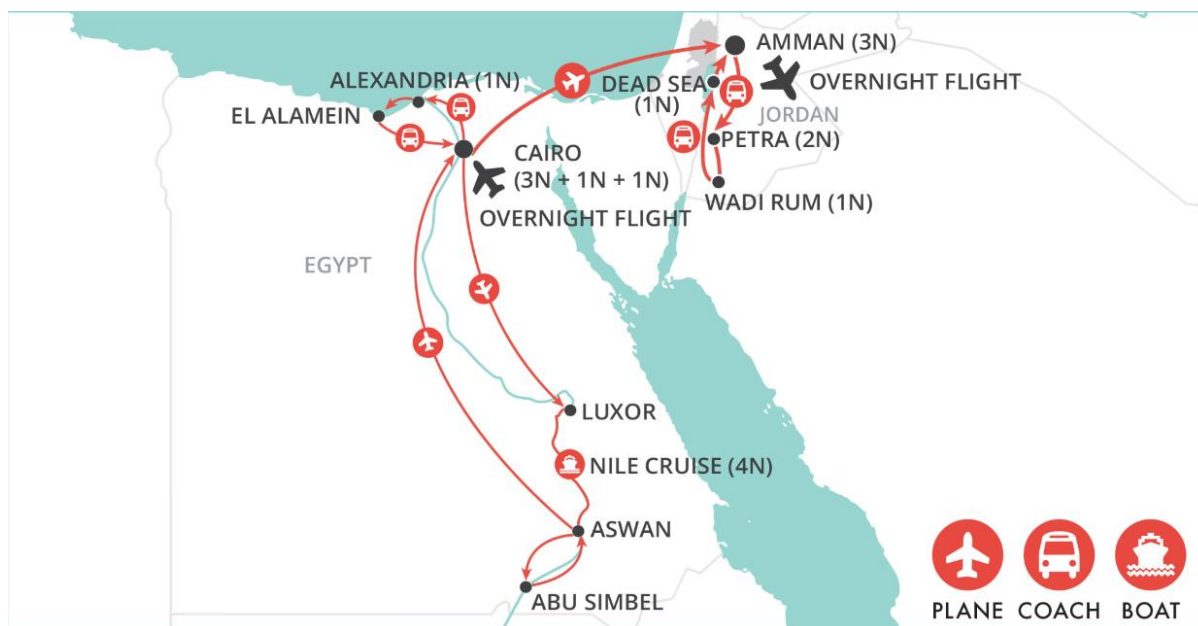 AMMAN (3N)
OVERNIGHT FLIGHT
ALEXANDRIA (1N)
DEAD SEA
(1N)
EL ALAMEIN
JORDAN
PETRA (2N)
CAIRO
(3N + 1N + 1N)
WADI RUM (1N)
OVERNIGHT FLIGHT
EGYPT
LUXOR
NILE CRUISE (4N)
ASWAN
ABU SIMBEL
PLANE
COACH
BOAT